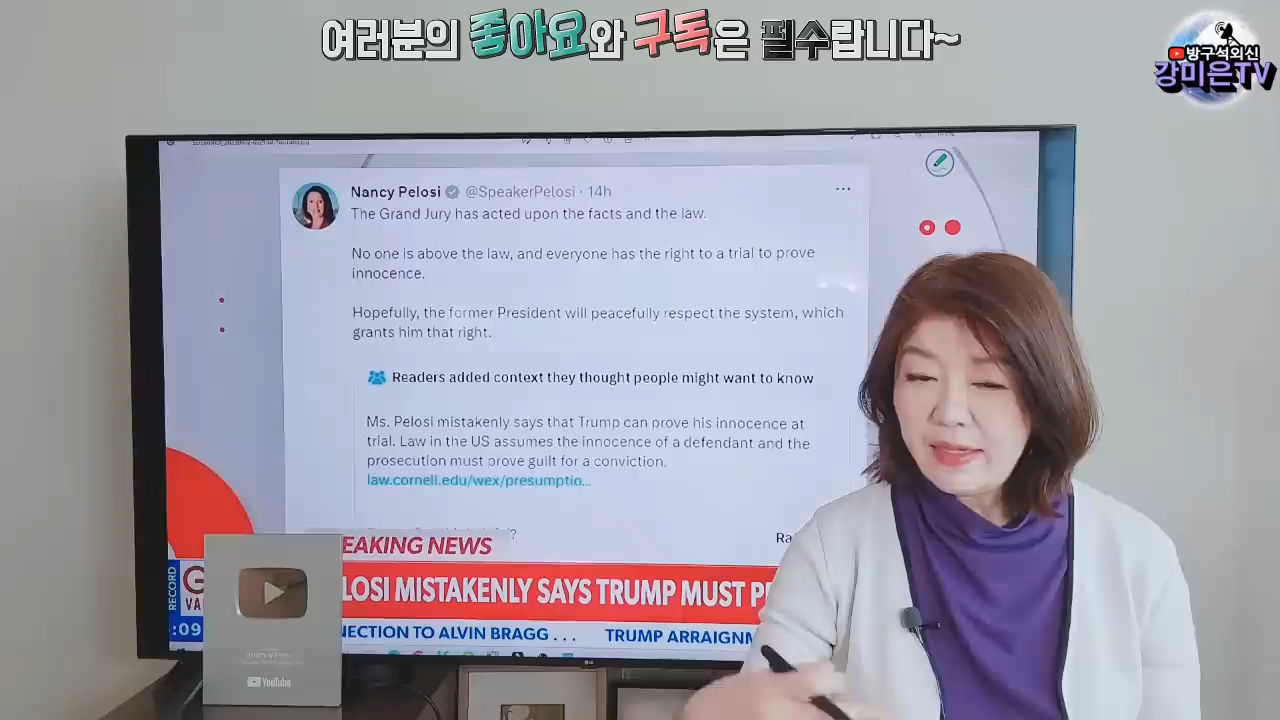 여러분의 좋아요와 구독은 필수랍니다~
방구석외신
강미은TV
Nancy Pelosi @SpeakerPelosi · 14h
The Grand Jury has acted upon the facts and the law.
No one is above the law, and everyone has the right to a trial to prove
innocence.
Hopefully, the former President will peacefully respect the system, which
grants him that right.
Readers added context they thought people might want to know
Ms. Pelosi mistakenly says that Trump can prove his innocence at
trial. Law in the US assumes the innocence of a defendant and the
prosecution must prove guilt for a conviction.
law.cornell.edu/wex/presumptio...
Ra
EAKING NEWS
RECORD
LOSI MISTAKENLY SAYS TRUMP MUST P
VA
:09
NECTION TO ALVIN BRAGG ... TRUMP ARRAIGNM
YouTube
LG